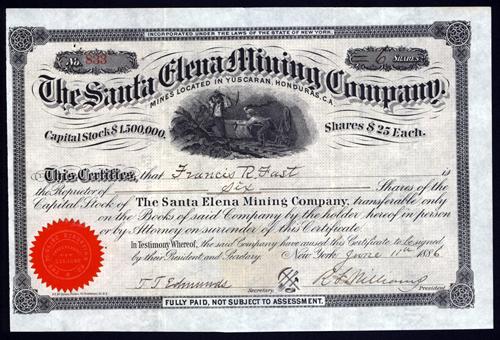 INCORPORATED UNDER THE LAWS OF THE STATE OF NEW YORK.
No. 833
6 SHARES
The Santa Elena Mining Company.
MINES LOCATED IN YUSCARAN, HONDURAS, C.A.
Capital Stock $1,500,000. Shares $25 Each.
This Certifies, that Francis R. Fast is
the Proprietor of Six Shares of the
Capital Stock of The Santa Elena Mining Company, transferable only
on the Books of said Company by the holder hereof in person
or by Attorney on surrender of this Certificate
In Testimony Whereof, the said Company have caused this Certificate to be signed
by their President and Secretary. New York June 11th 1886
T. T. Edmunds Secretary. Williams President
FULLY PAID, NOT SUBJECT TO ASSESSMENT.